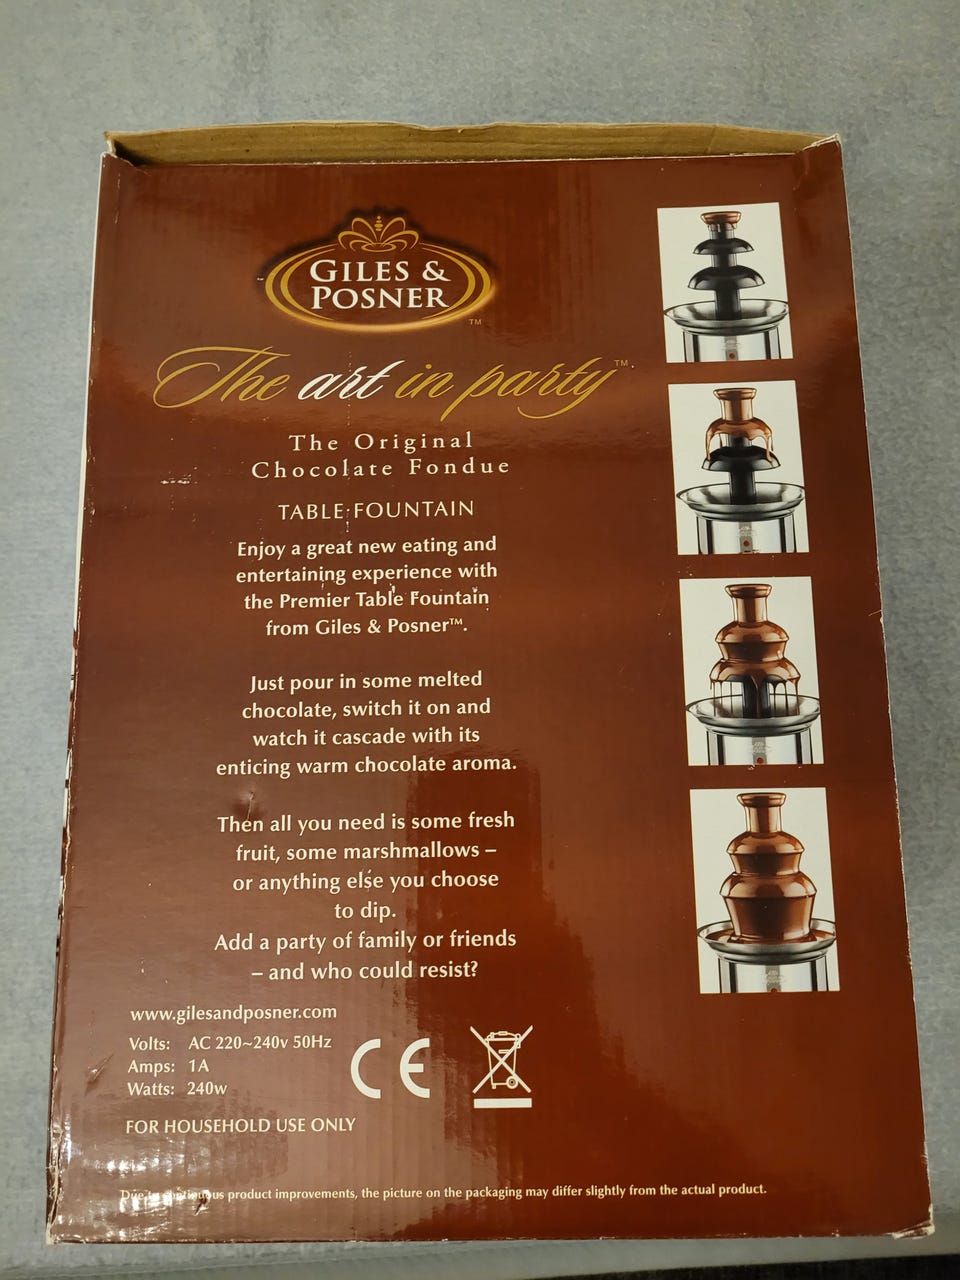 GILES &
POSNER
TM
The art in party™.
The Original
Chocolate Fondue
TABLE FOUNTAIN
Enjoy a great new eating and
entertaining experience with
the Premier Table Fountain
from Giles & Posner™.
Just pour in some melted
chocolate, switch it on and
watch it cascade with its
enticing warm chocolate aroma.
Then all you need is some fresh
fruit, some marshmallows –
or anything else you choose
to dip.
Add a party of family or friends
– and who could resist?
www.gilesandposner.com
Volts: AC 220~240v 50Hz
Amps: 1A
Watts: 240w
CE
FOR HOUSEHOLD USE ONLY
Due to continuous product improvements, the picture on the packaging may differ slightly from the actual product.